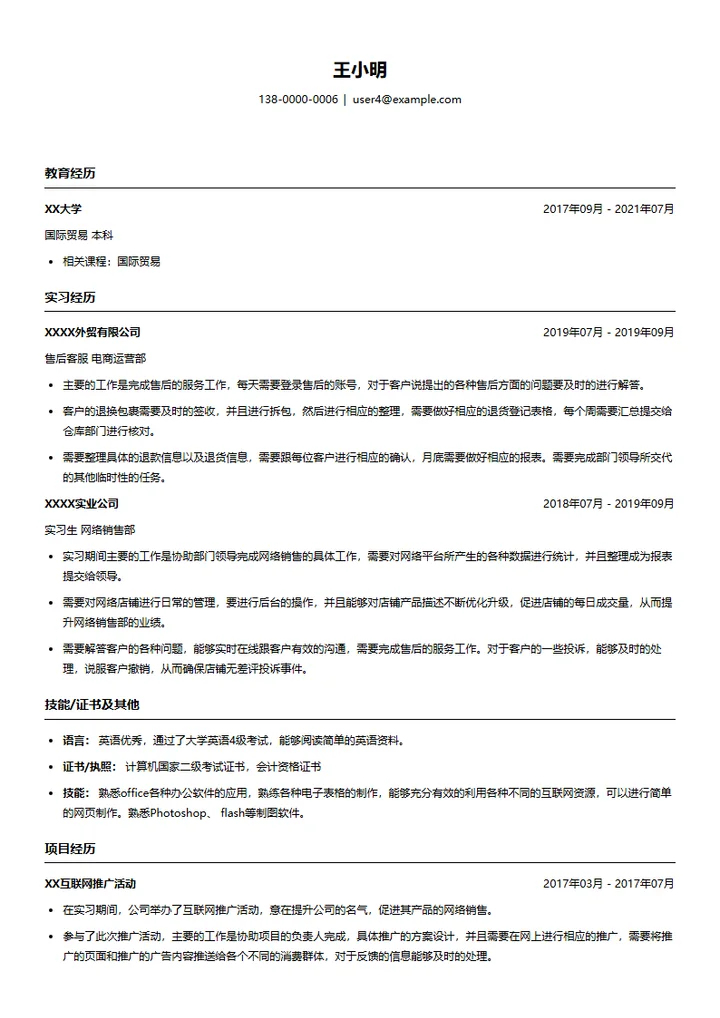 王小明
138-0000-0006 | user4@example.com
教育经历
XX大学 2017年09月 - 2021年07月
国际贸易 本科
• 相关课程：国际贸易
实习经历
XXXX外贸有限公司 2019年07月 - 2019年09月
售后客服 电商运营部
• 主要的工作是完成售后的服务工作，每天需要登录售后的账号，对于客户说提出的各种售后方面的问题要及时的进行解答。
• 客户的退换包裹需要及时的签收，并且进行拆包，然后进行相应的整理，需要做好相应的退货登记表格，每个周需要汇总提交给
仓库部门进行核对。
• 需要整理具体的退款信息以及退货信息，需要跟每位客户进行相应的确认，月底需要做好相应的报表。需要完成部门领导所交代
的其他临时性的任务。
XXXX实业公司 2018年07月 - 2019年09月
实习生 网络销售部
• 实习期间主要的工作是协助部门领导完成网络销售的具体工作，需要对网络平台所产生的各种数据进行统计，并且整理成为报表
提交给领导。
• 需要对网络店铺进行日常的管理，要进行后台的操作，并且能够对店铺产品描述不断优化升级，促进店铺的每日成交量，从而提
升网络销售部的业绩。
• 需要解答客户的各种问题，能够实时在线跟客户有效的沟通，需要完成售后的服务工作。对于客户的一些投诉，能够及时的处
理，说服客户撤销，从而确保店铺无差评投诉事件。
技能/证书及其他
• 语言： 英语优秀，通过了大学英语4级考试，能够阅读简单的英语资料。
• 证书/执照： 计算机国家二级考试证书，会计资格证书
• 技能： 熟悉office各种办公软件的应用，熟练各种电子表格的制作，能够充分有效的利用各种不同的互联网资源，可以进行简单
的网页制作。熟悉Photoshop、 flash等制图软件。
项目经历
XX互联网推广活动 2017年03月 - 2017年07月
• 在实习期间，公司举办了互联网推广活动，意在提升公司的名气，促进其产品的网络销售。
• 参与了此次推广活动，主要的工作是协助项目的负责人完成，具体推广的方案设计，并且需要在网上进行相应的推广，需要将推
广的页面和推广的广告内容推送给各个不同的消费群体，对于反馈的信息能够及时的处理。